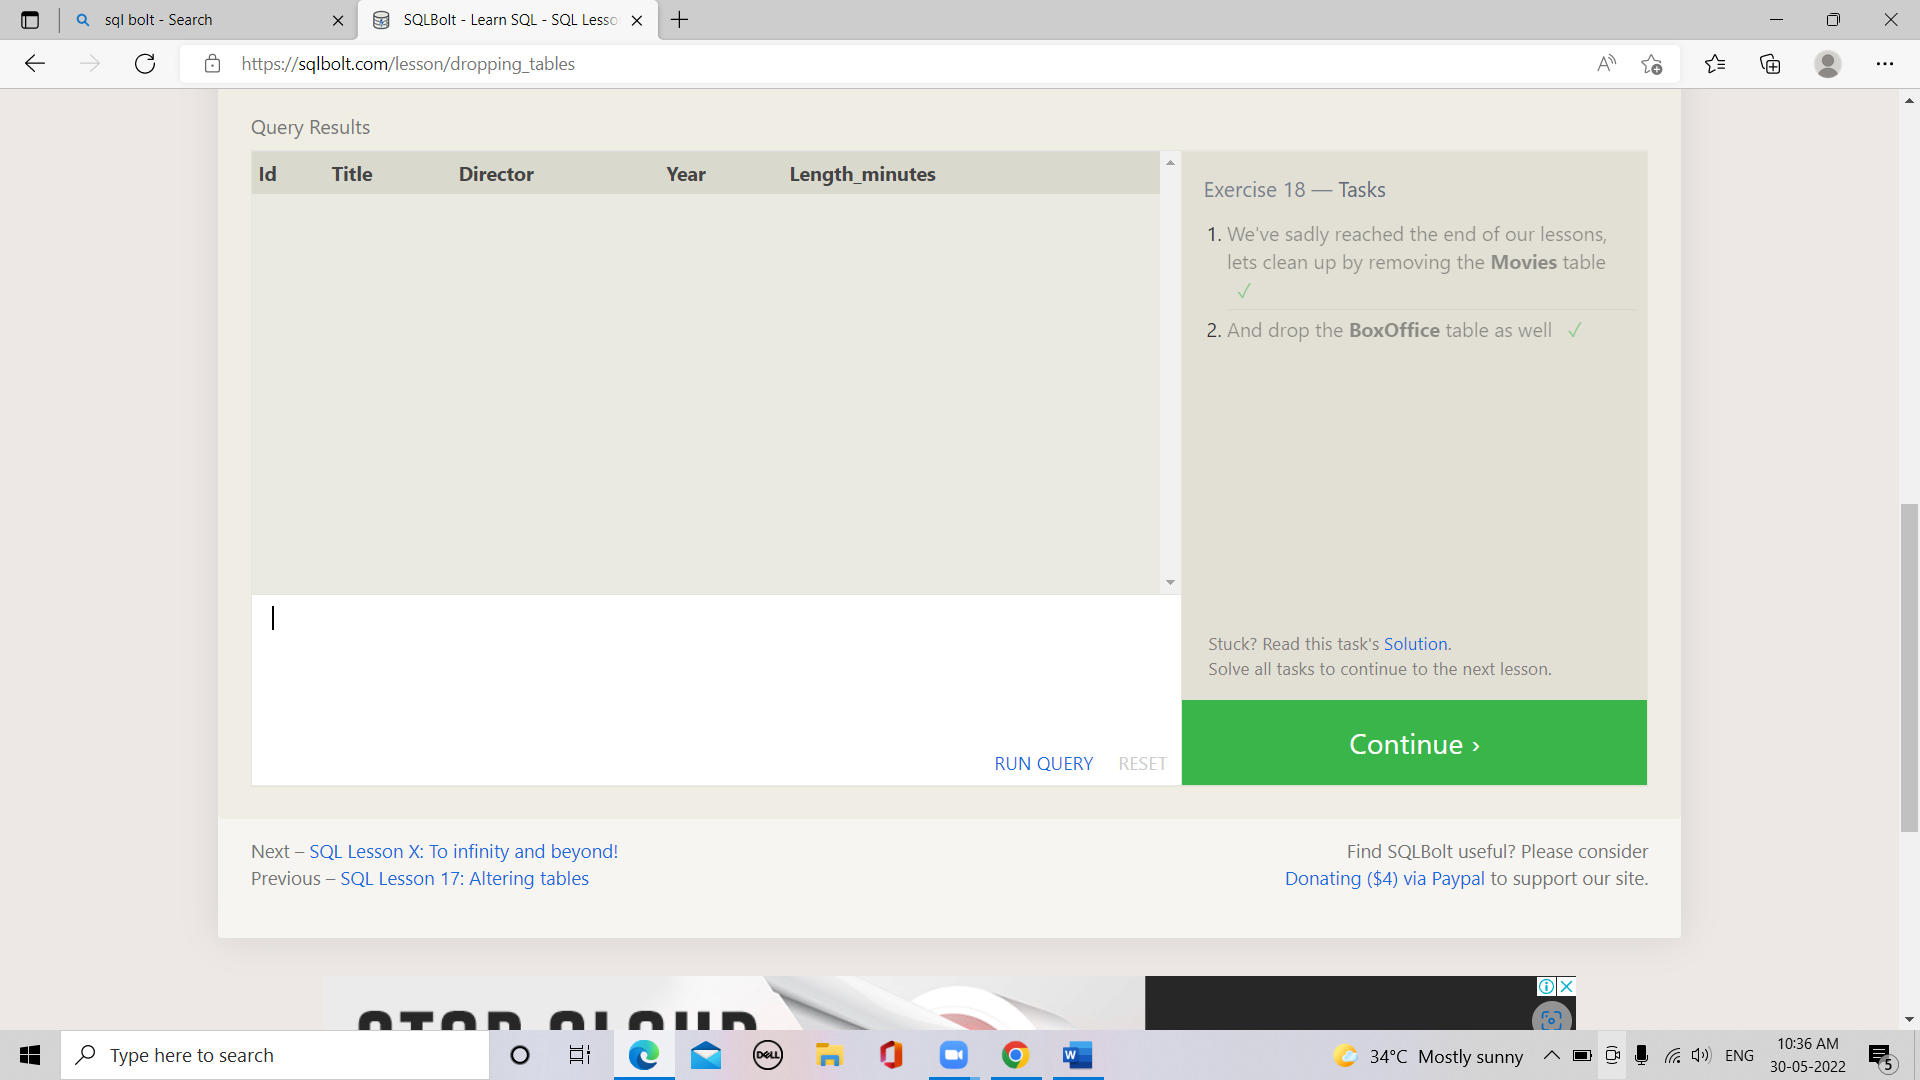 sql bolt - Search
SQLBolt - Learn SQL - SQL Lesso
https://sqlbolt.com/lesson/dropping_tables
Query Results
Id Title Director Year Length_minutes
Exercise 18 — Tasks
1. We've sadly reached the end of our lessons,
lets clean up by removing the Movies table
✓
2. And drop the BoxOffice table as well ✓
Stuck? Read this task's Solution.
Solve all tasks to continue to the next lesson.
RUN QUERY RESET
Continue ›
Next – SQL Lesson X: To infinity and beyond!
Previous – SQL Lesson 17: Altering tables
Find SQLBolt useful? Please consider
Donating ($4) via Paypal to support our site.
STOP CLOUD
Type here to search
DELL
34°C Mostly sunny
ENG
10:36 AM
30-05-2022
5